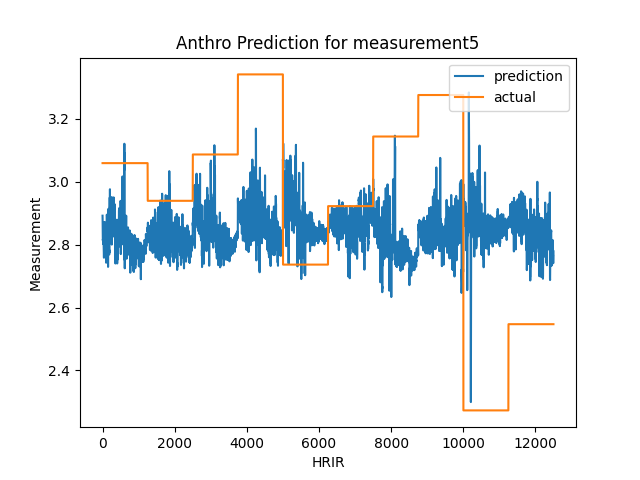 Anthro Prediction for measurement5
prediction
actual
Measurement
3.2
3.0
2.8
2.6
2.4
0 2000 4000 6000 8000 10000 12000
HRIR